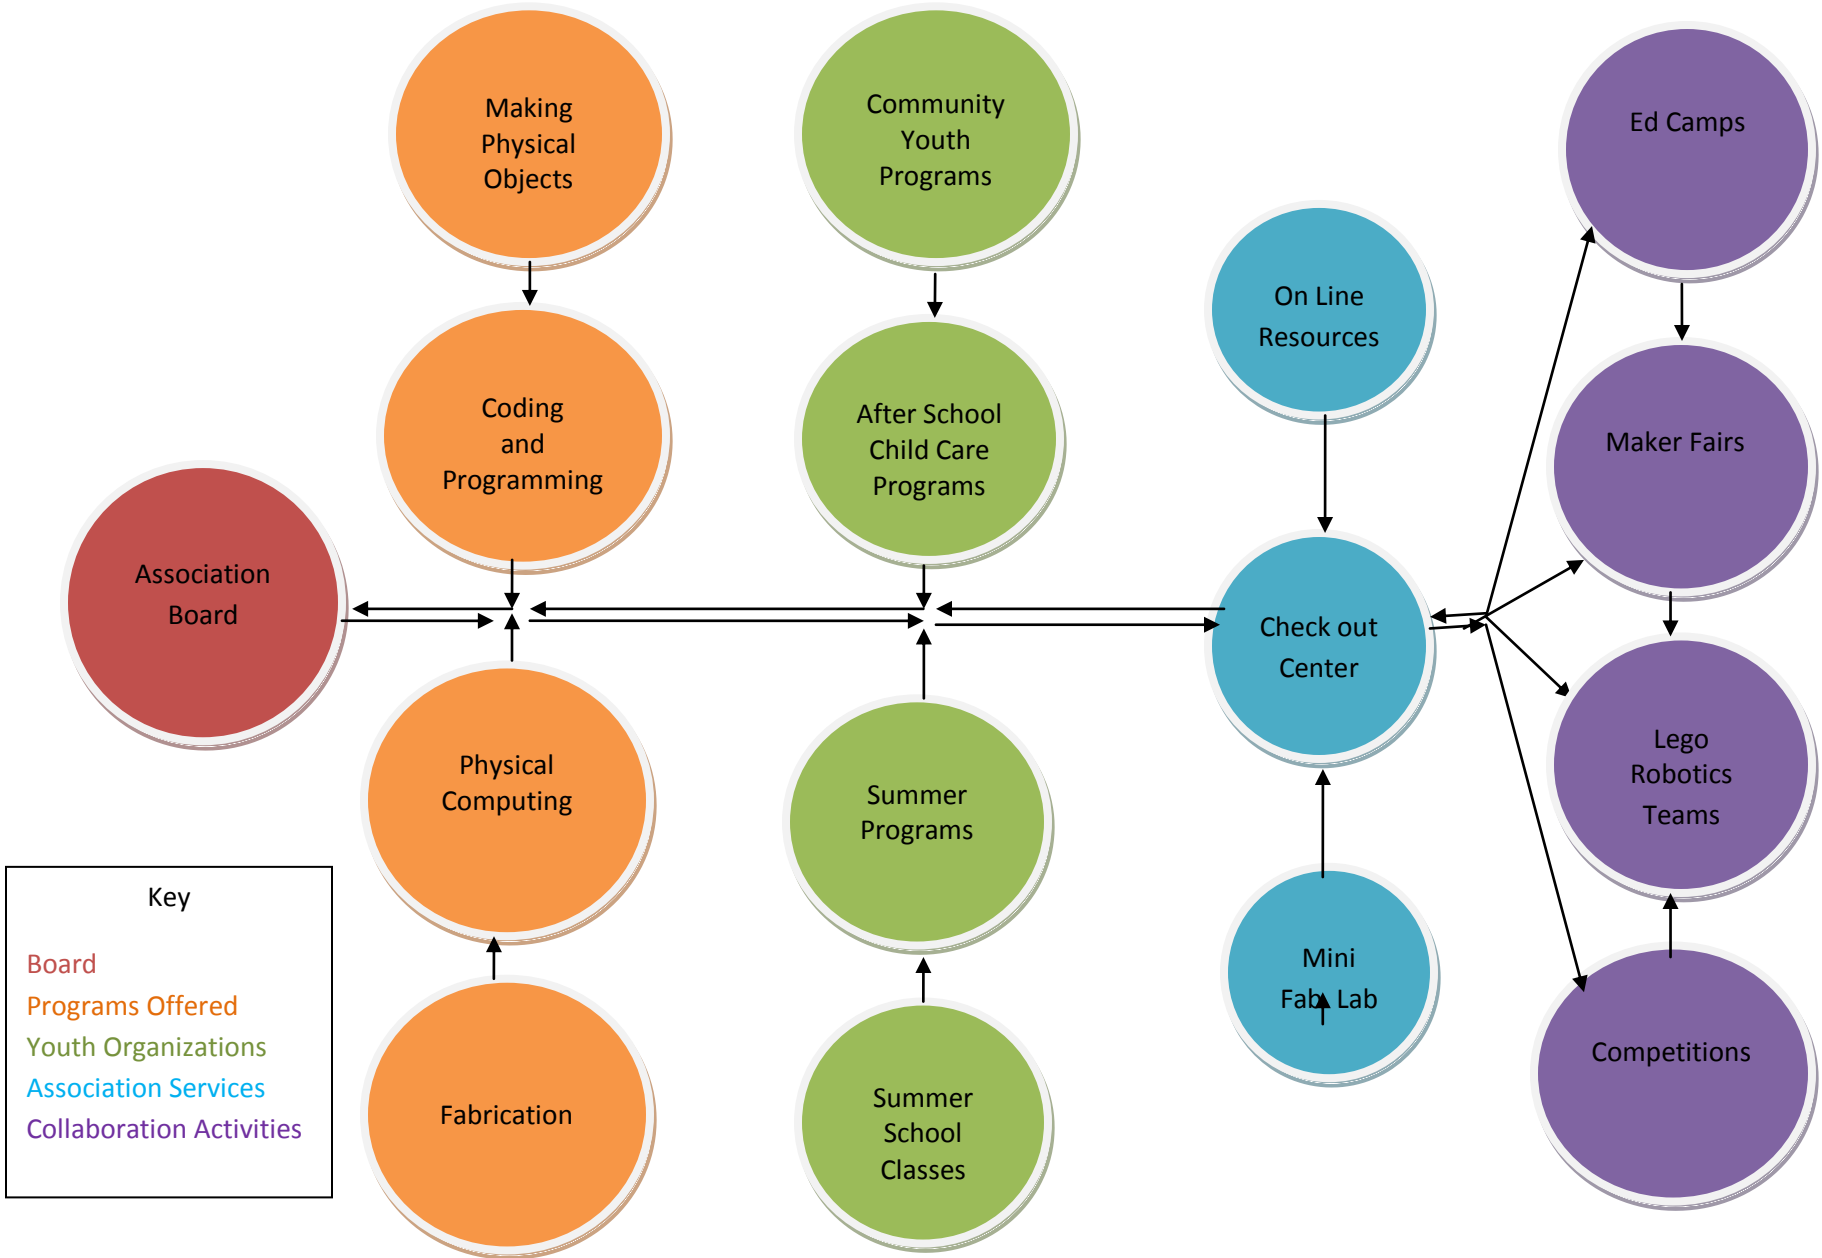 Making
Physical
Objects
Community
Youth
Programs
Ed Camps
On Line
Resources
Coding
and
Programming
After School
Child Care
Programs
Maker Fairs
Association
Board
Check out
Center
Physical
Computing
Summer
Programs
Lego
Robotics
Teams
Key
Board
Programs Offered
Youth Organizations
Association Services
Collaboration Activities
Mini
Fab Lab
Competitions
Fabrication
Summer
School
Classes